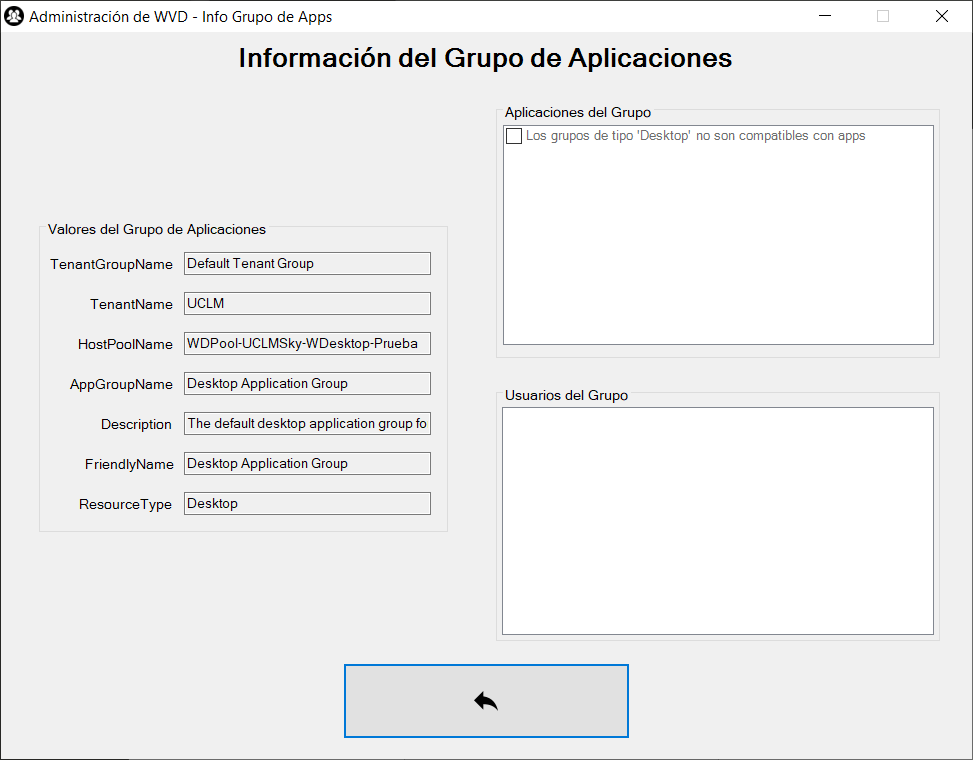 Administración de WVD - Info Grupo de Apps
Información del Grupo de Aplicaciones
Valores del Grupo de Aplicaciones
TenantGroupName Default Tenant Group
TenantName UCLM
HostPoolName WDPool-UCLMSky-WDesktop-Prueba
AppGroupName Desktop Application Group
Description The default desktop application group fo
FriendlyName Desktop Application Group
ResourceType Desktop
Aplicaciones del Grupo
Los grupos de tipo 'Desktop' no son compatibles con apps
Usuarios del Grupo